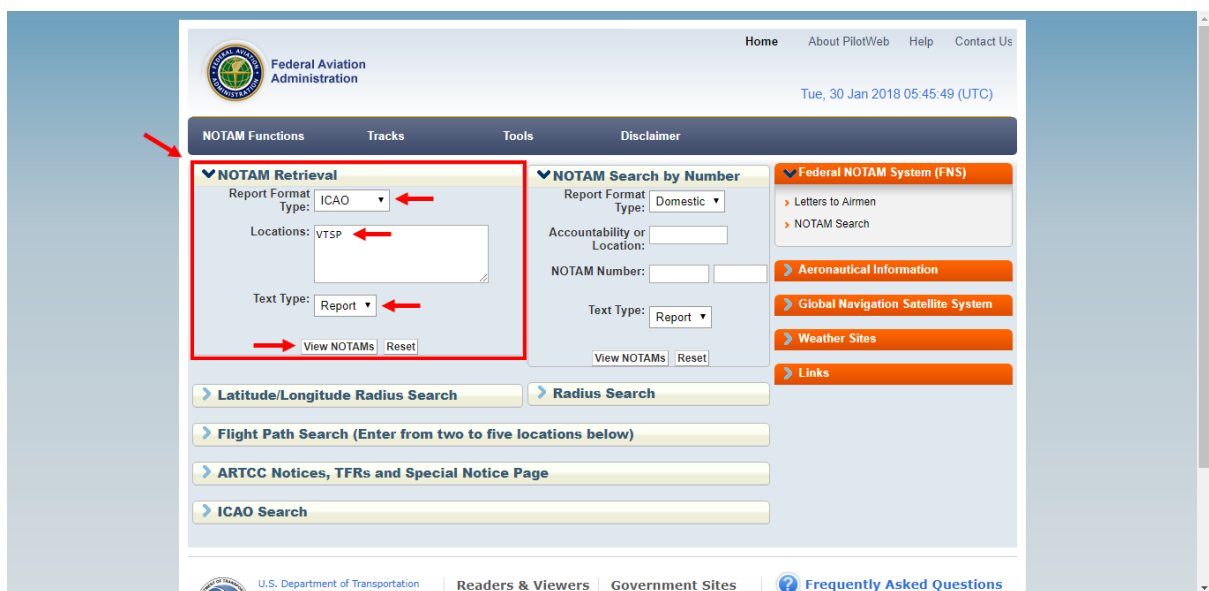 Home About PilotWeb Help Contact Us
Federal Aviation
Administration
Tue, 30 Jan 2018 05:45:49 (UTC)
NOTAM Functions Tracks Tools Disclaimer
NOTAM Retrieval
Report Format
Type: ICAO
Locations: VTSP
Text Type: Report
View NOTAMs Reset
NOTAM Search by Number
Report Format
Type: Domestic
Accountability or
Location:
NOTAM Number:
Text Type: Report
View NOTAMs Reset
Federal NOTAM System (FNS)
Letters to Airmen
NOTAM Search
Aeronautical Information
Global Navigation Satellite System
Weather Sites
Links
Latitude/Longitude Radius Search
Radius Search
Flight Path Search (Enter from two to five locations below)
ARTCC Notices, TFRs and Special Notice Page
ICAO Search
U.S. Department of Transportation
Readers & Viewers
Government Sites
Frequently Asked Questions